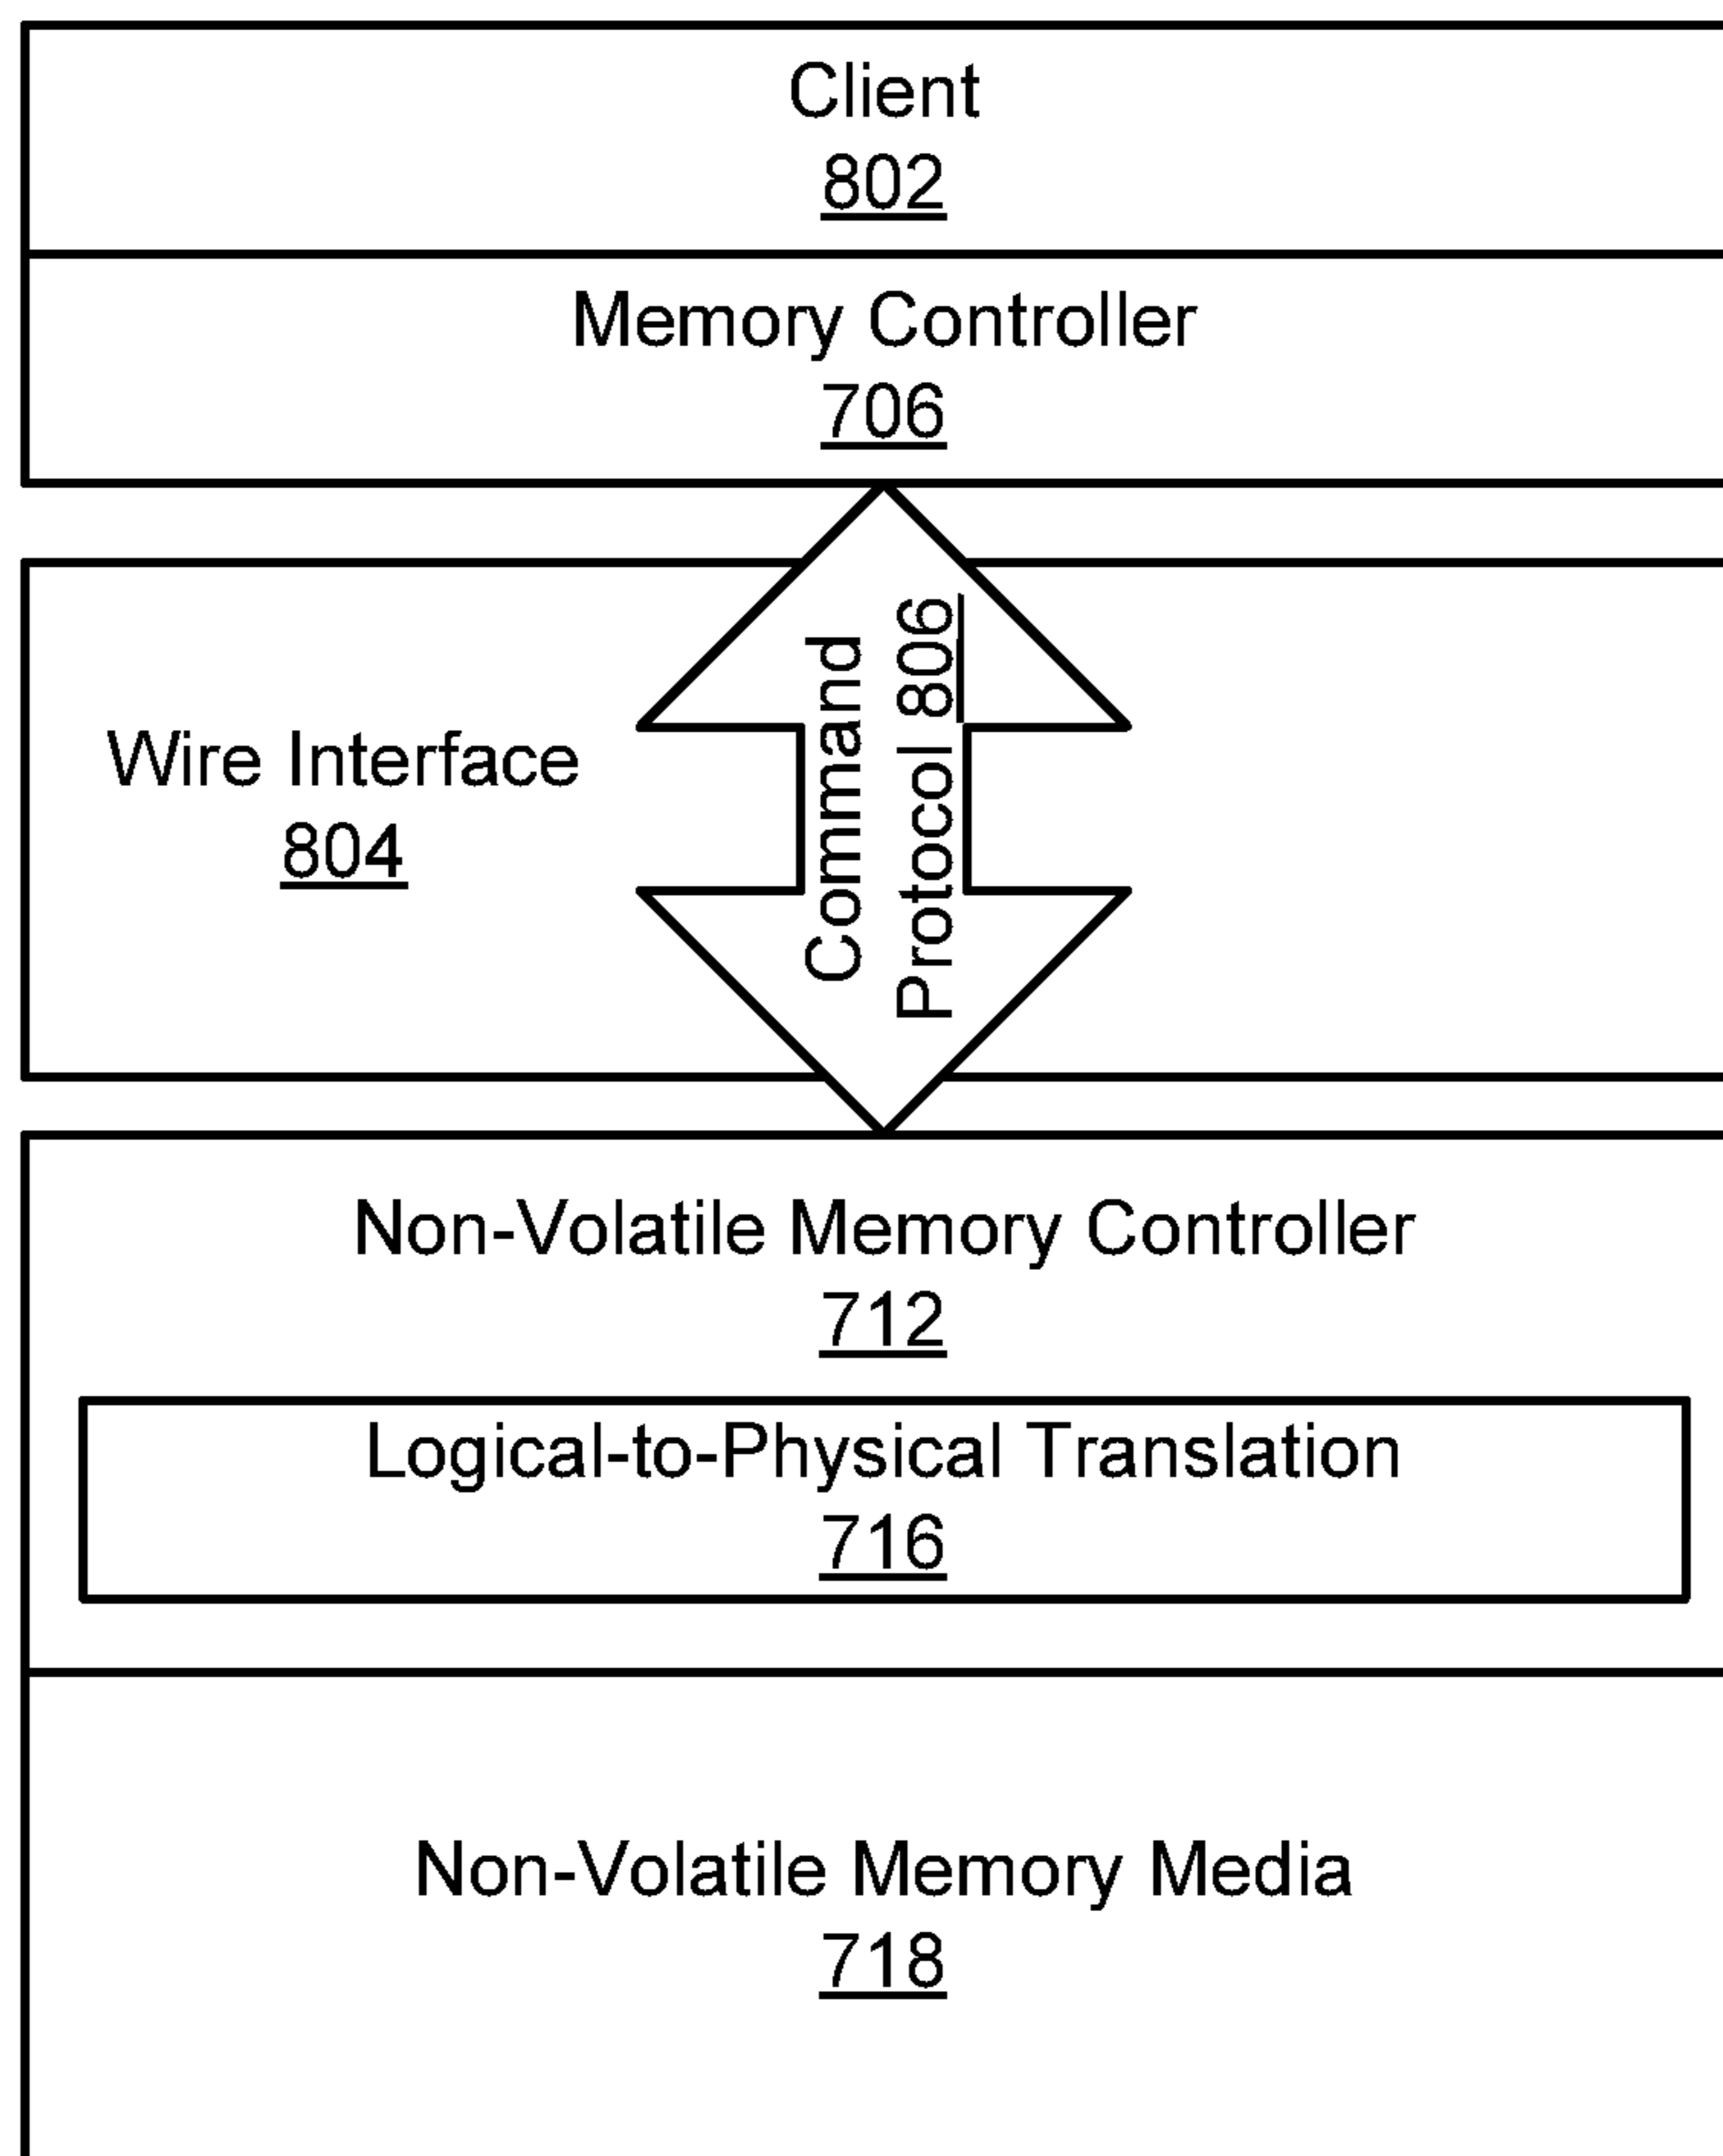 Client
802
Memory Controller
706
Wire Interface
804
Command
Protocol 806
Non-Volatile Memory Controller
712
Logical-to-Physical Translation
716
Non-Volatile Memory Media
718